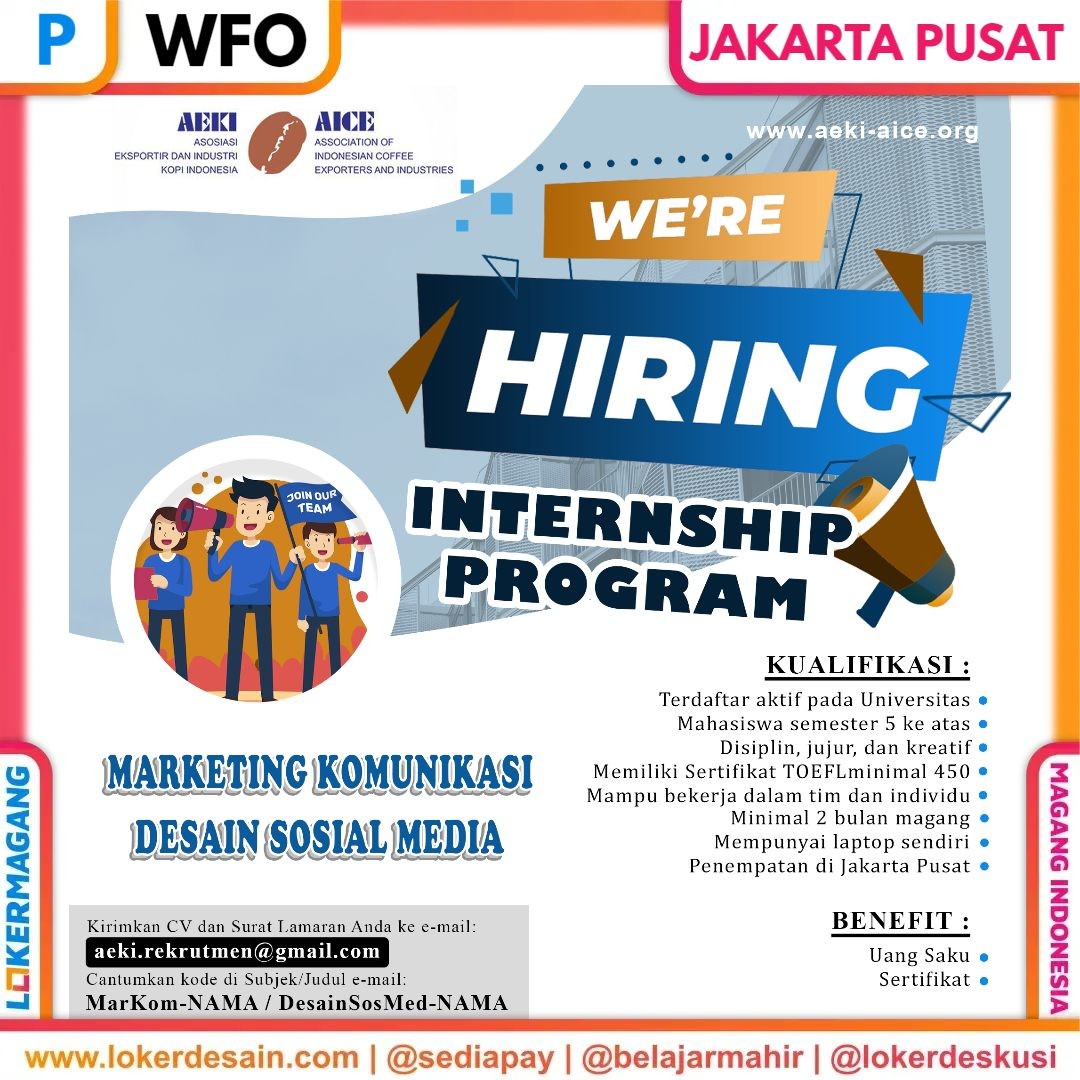 P
WFO
JAKARTA PUSAT
AEKI
ASOSIASI
EKSPORTIR DAN INDUSTRI
KOPI INDONESIA
AICE
ASSOCIATION OF
INDONESIAN COFFEE
EXPORTERS AND INDUSTRIES
www.aeki-aice.org
WE'RE
HIRING
INTERNSHIP
PROGRAM
JOIN OUR
TEAM
KUALIFIKASI :
Terdaftar aktif pada Universitas
Mahasiswa semester 5 ke atas
Disiplin, jujur, dan kreatif
Memiliki Sertifikat TOEFLminimal 450
Mampu bekerja dalam tim dan individu
Minimal 2 bulan magang
Mempunyai laptop sendiri
Penempatan di Jakarta Pusat
MARKETING KOMUNIKASI
DESAIN SOSIAL MEDIA
BENEFIT :
Uang Saku
Sertifikat
Kirimkan CV dan Surat Lamaran Anda ke e-mail:
aeki.rekrutmen@gmail.com
Cantumkan kode di Subjek/Judul e-mail:
MarKom-NAMA / DesainSosMed-NAMA
LOKERMAGANG
MAGANG INDONESIA
www.lokerdesain.com | @sediapay | @belajarmahir | @lokerdeskusi